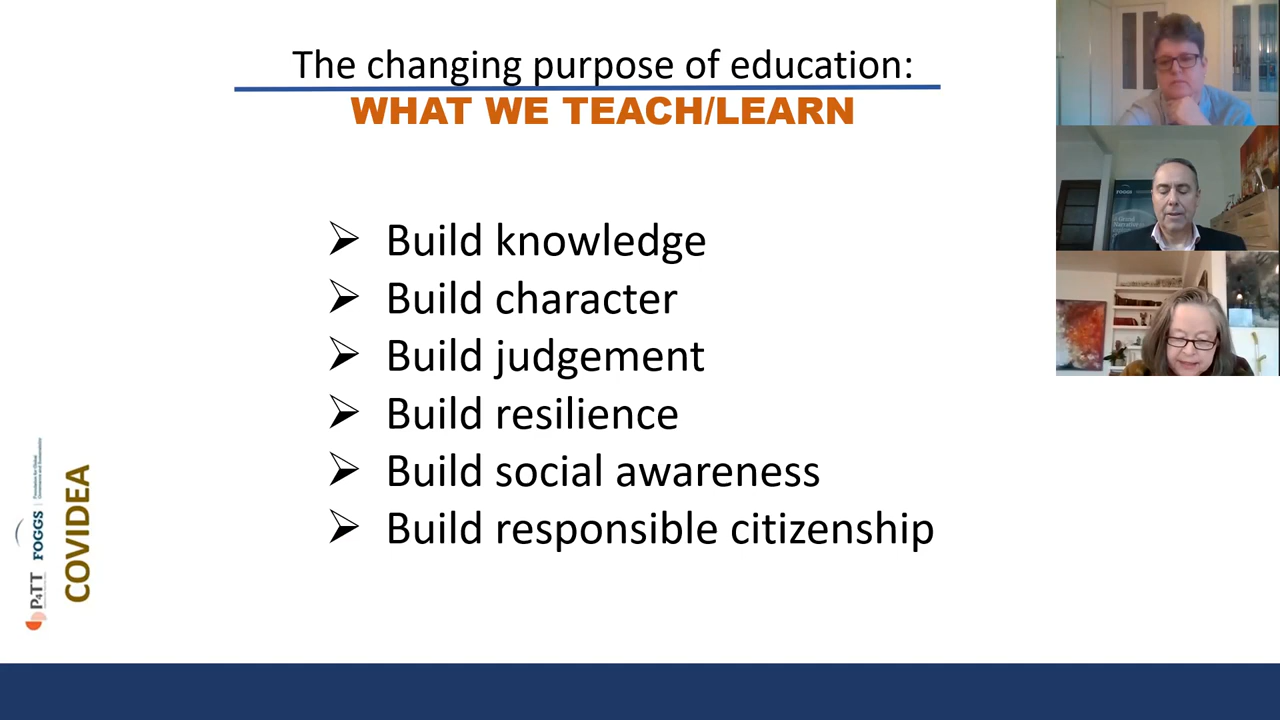 The changing purpose of education:
WHAT WE TEACH/LEARN
➢ Build knowledge
➢ Build character
➢ Build judgement
➢ Build resilience
➢ Build social awareness
➢ Build responsible citizenship
P4TT
FOGGS
COVIDEA
FOGGS